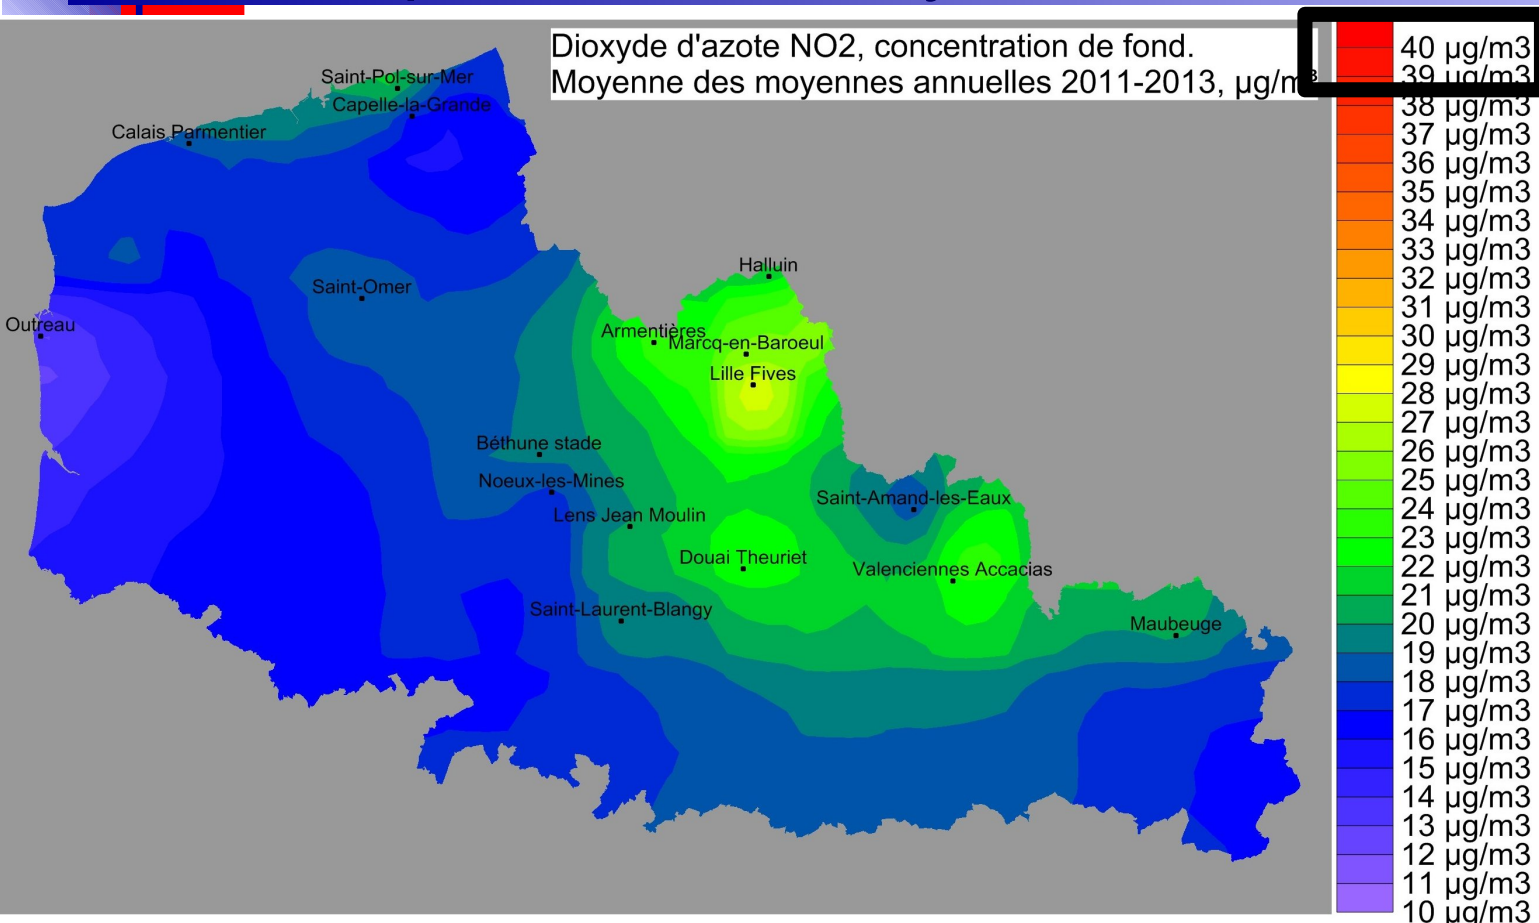 Dioxyde d'azote NO2, concentration de fond.
Moyenne des moyennes annuelles 2011-2013, µg/m³
Saint-Pol-sur-Mer
Capelle-la-Grande
Calais Parmentier
Halluin
Saint-Omer
Outreau
Armentières
Marcq-en-Baroeul
Lille Fives
Béthune stade
Noeux-les-Mines
Saint-Amand-les-Eaux
Lens Jean Moulin
Douai Theuriet
Valenciennes Accacias
Saint-Laurent-Blangy
Maubeuge
40 µg/m3
39 µg/m3
38 µg/m3
37 µg/m3
36 µg/m3
35 µg/m3
34 µg/m3
33 µg/m3
32 µg/m3
31 µg/m3
30 µg/m3
29 µg/m3
28 µg/m3
27 µg/m3
26 µg/m3
25 µg/m3
24 µg/m3
23 µg/m3
22 µg/m3
21 µg/m3
20 µg/m3
19 µg/m3
18 µg/m3
17 µg/m3
16 µg/m3
15 µg/m3
14 µg/m3
13 µg/m3
12 µg/m3
11 µg/m3
10 µg/m3